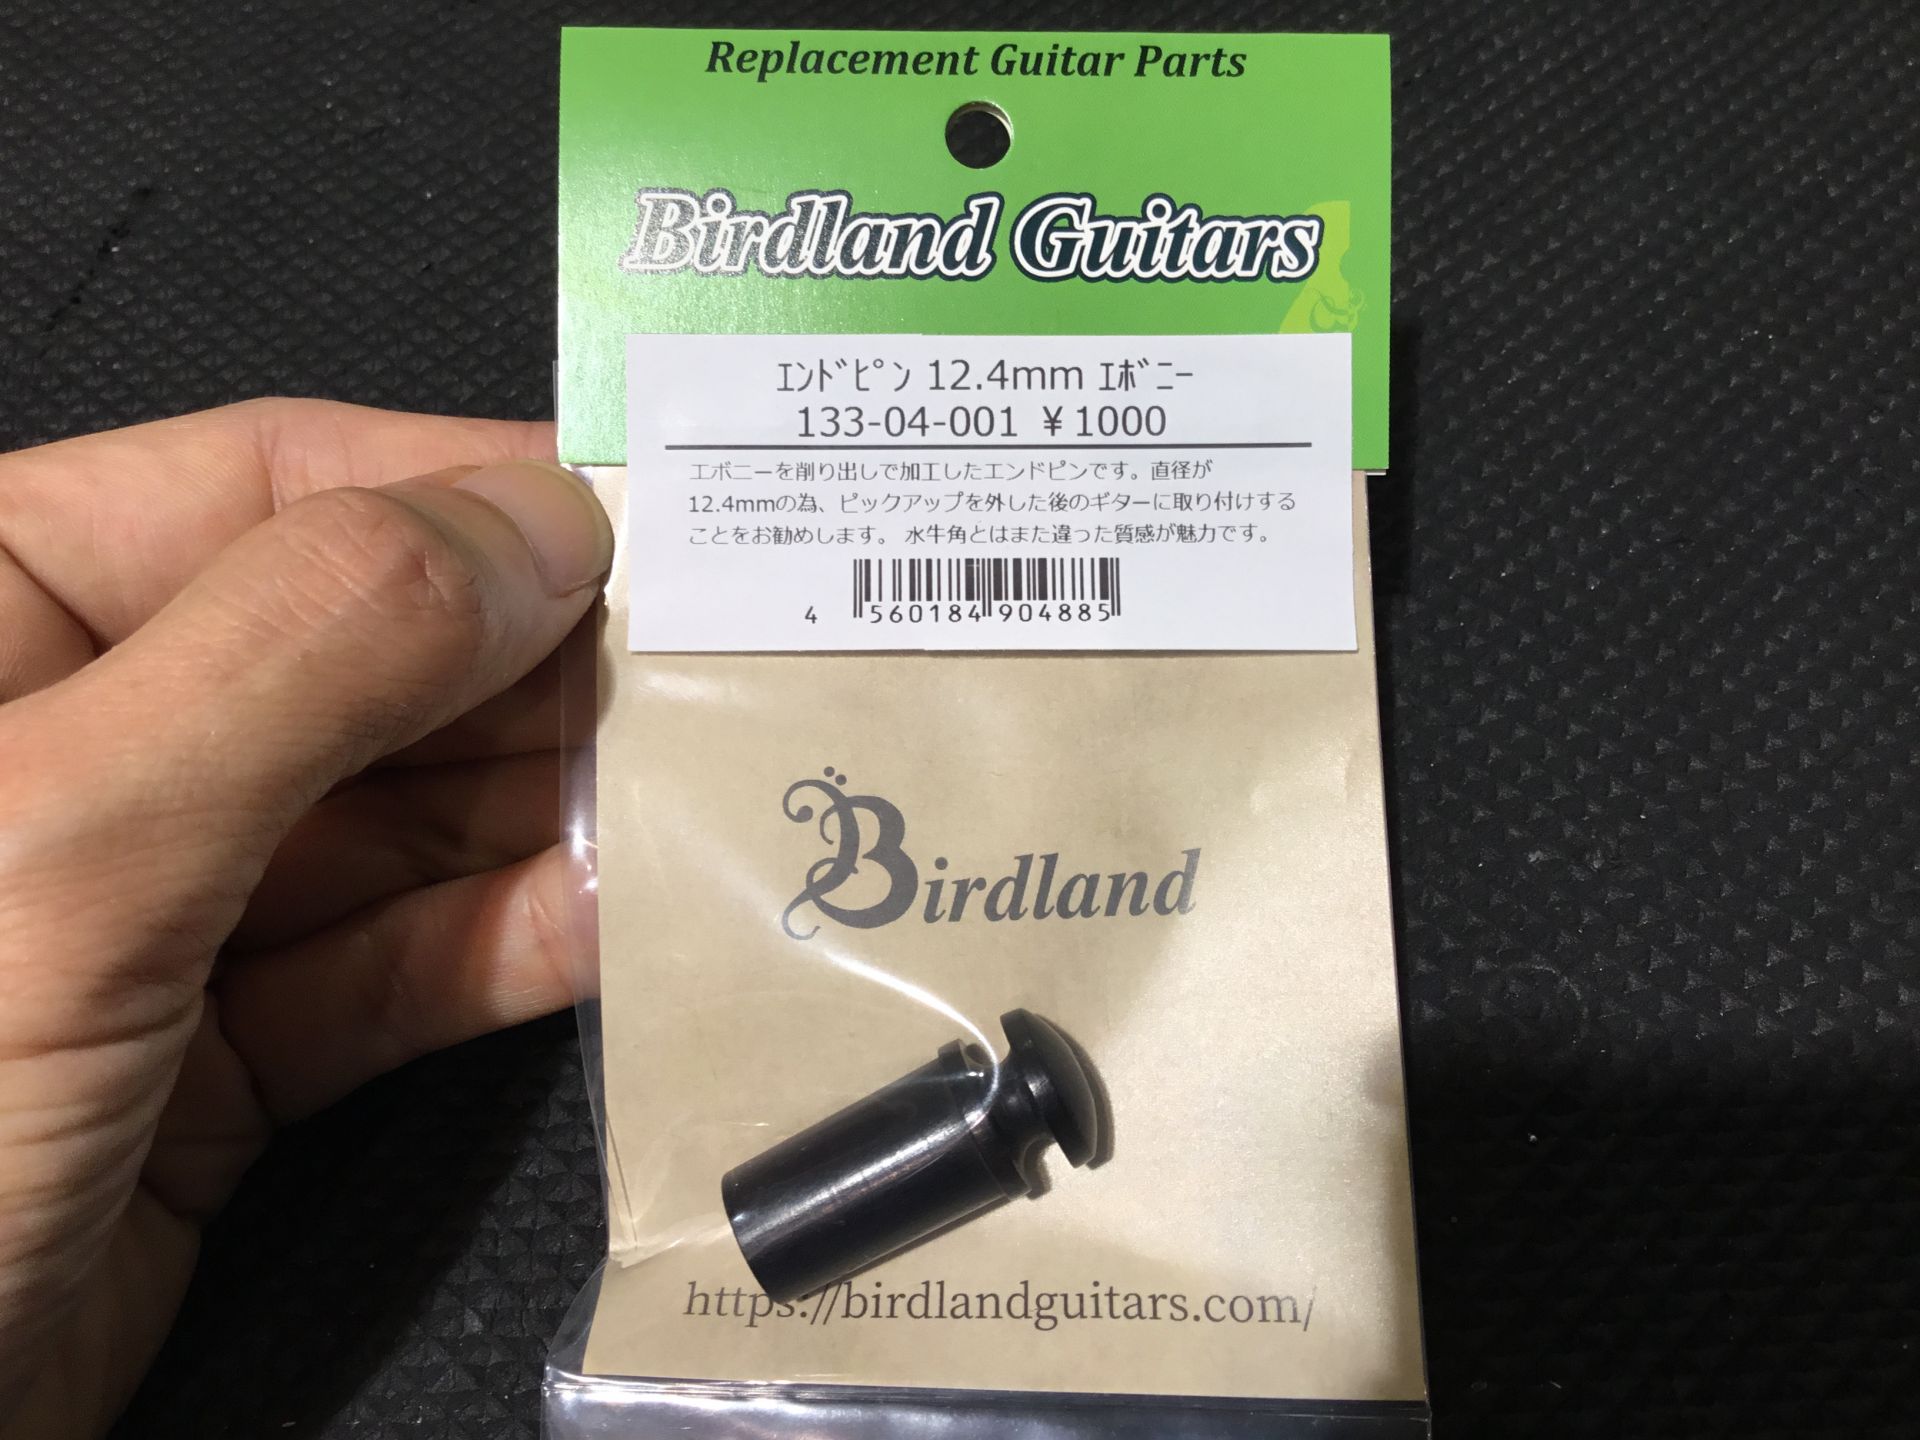 Replacement Guitar Parts
Birdland Guitars
ｴﾝﾄﾞﾋﾟﾝ 12.4mm ｴﾎﾞﾆｰ
133-04-001 ￥1000
エボニーを削り出しで加工したエンドピンです。直径が
12.4mmの為、ピックアップを外した後のギターに取り付けする
ことをお勧めします。 水牛角とはまた違った質感が魅力です。
4 560184 904885
Birdland
https://birdlandguitars.com/